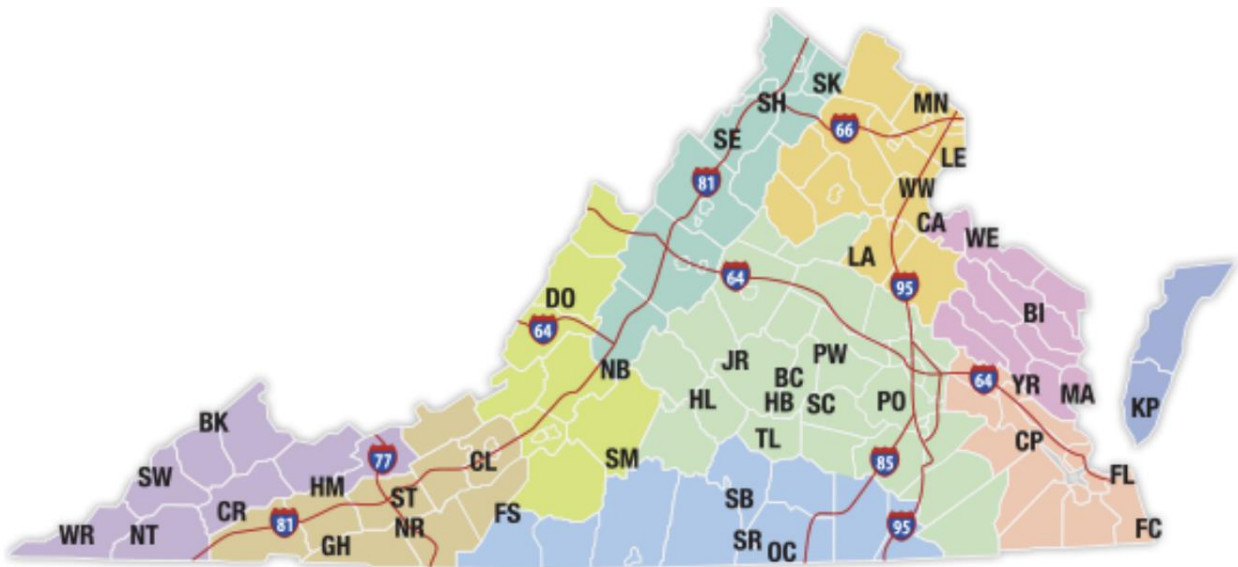 SK
SH
MN
66
SE
LE
81
WW
CA
WE
LA
64
95
DO
BI
64
JR
PW
NB
BC
64
YR
MA
HL
HB
SC
PO
KP
BK
TL
CP
77
SM
85
SW
CL
FL
HM
ST
SB
CR
FS
81
NR
95
FC
WR
NT
GH
SR
OC